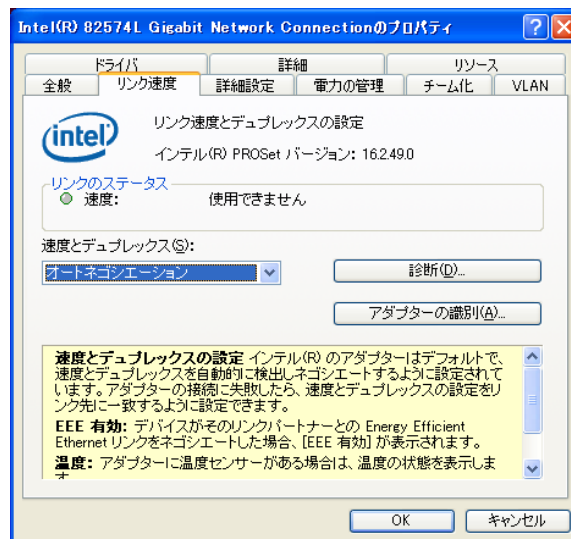 Intel(R) 82574L Gigabit Network Connectionのプロパティ
ドライバ 詳細 リソース
全般 リンク速度 詳細設定 電力の管理 チーム化 VLAN
リンク速度とデュプレックスの設定
intel
インテル(R) PROSet バージョン: 16.2.49.0
リンクのステータス
速度: 使用できません
速度とデュプレックス(S):
オートネゴシエーション
診断(D)...
アダプターの識別(A)...
速度とデュプレックスの設定 インテル(R) のアダプターはデフォルトで、
速度とデュプレックスを自動的に検出しネゴシエートするように設定されて
います。アダプターの接続に失敗したら、速度とデュプレックスの設定をリ
ンク先に一致するように設定できます。
EEE 有効: デバイスがそのリンクパートナーとの Energy Efficient
Ethernet リンクをネゴシエートした場合、[EEE 有効] が表示されます。
温度: アダプターに温度センサーがある場合は、温度の状態を表示しま
OK キャンセル